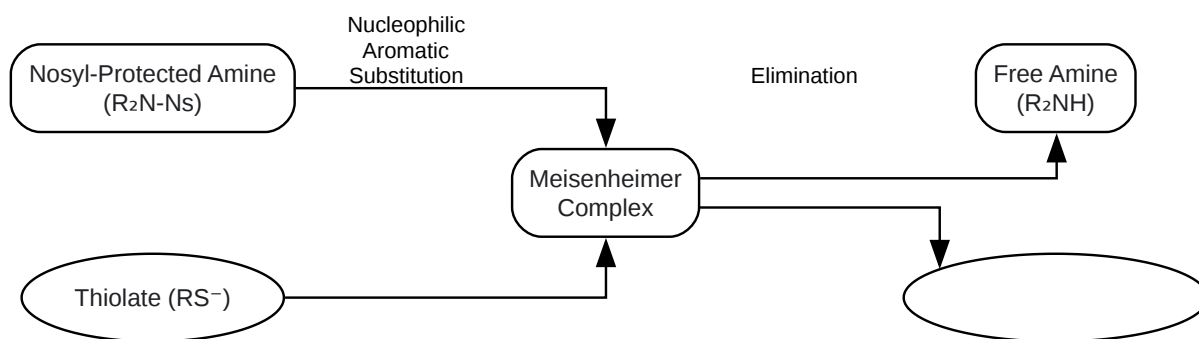 Nucleophilic
Aromatic
Substitution
Nosyl-Protected Amine
(R₂N-Ns)
Elimination
Free Amine
(R₂NH)
Meisenheimer
Complex
Thiolate (RS⁻)